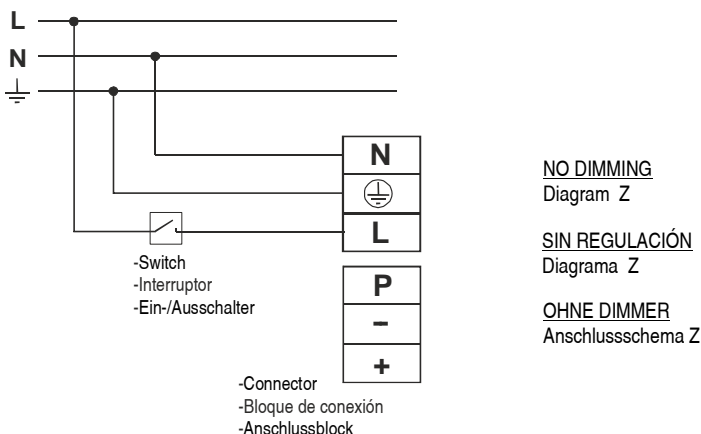 L
N
N
L
P
–
+
-Switch
-Interruptor
-Ein-/Ausschalter
-Connector
-Bloque de conexión
-Anschlussblock
NO DIMMING
Diagram Z
SIN REGULACIÓN
Diagrama Z
OHNE DIMMER
Anschlussschema Z